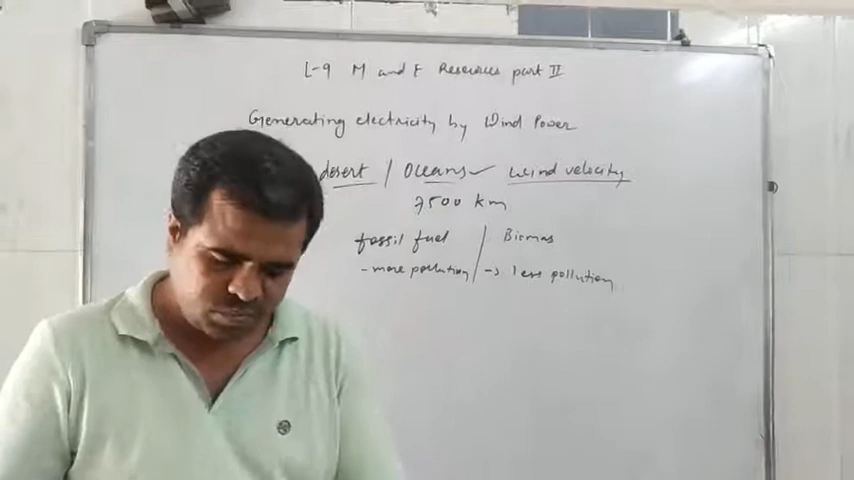 L-9 M and E Resources part II
Generating electricity by Wind Power
desert / Oceans wind velocity
7500 km
fossil fuel / Biomas
- more pollution / -> less pollution